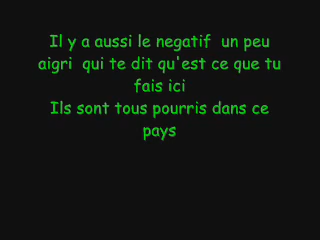 Il y a aussi le negatif  un peu
aigri  qui te dit qu'est ce que tu
fais ici
Ils sont tous pourris dans ce
pays